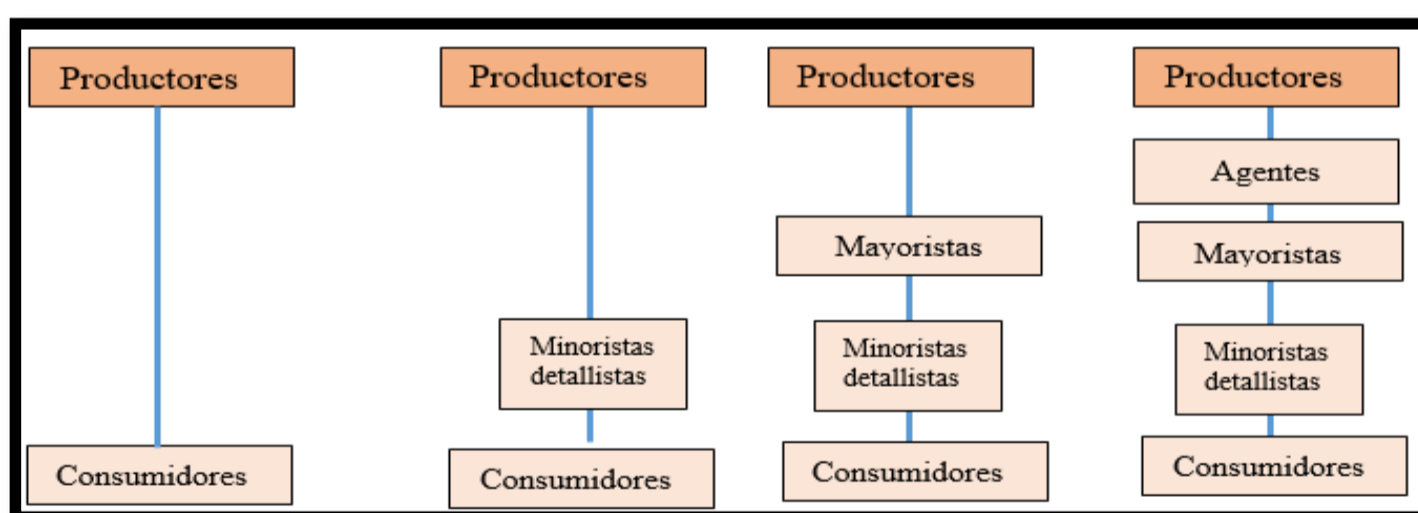 Productores
Consumidores
Productores
Minoristas
detallistas
Consumidores
Productores
Mayoristas
Minoristas
detallistas
Consumidores
Productores
Agentes
Mayoristas
Minoristas
detallistas
Consumidores